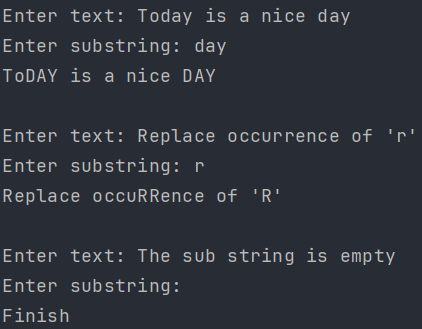 Enter text: Today is a nice day
Enter substring: day
ToDAY is a nice DAY
Enter text: Replace occurrence of 'r'
Enter substring: r
Replace occuRRence of 'R'
Enter text: The sub string is empty
Enter substring:
Finish